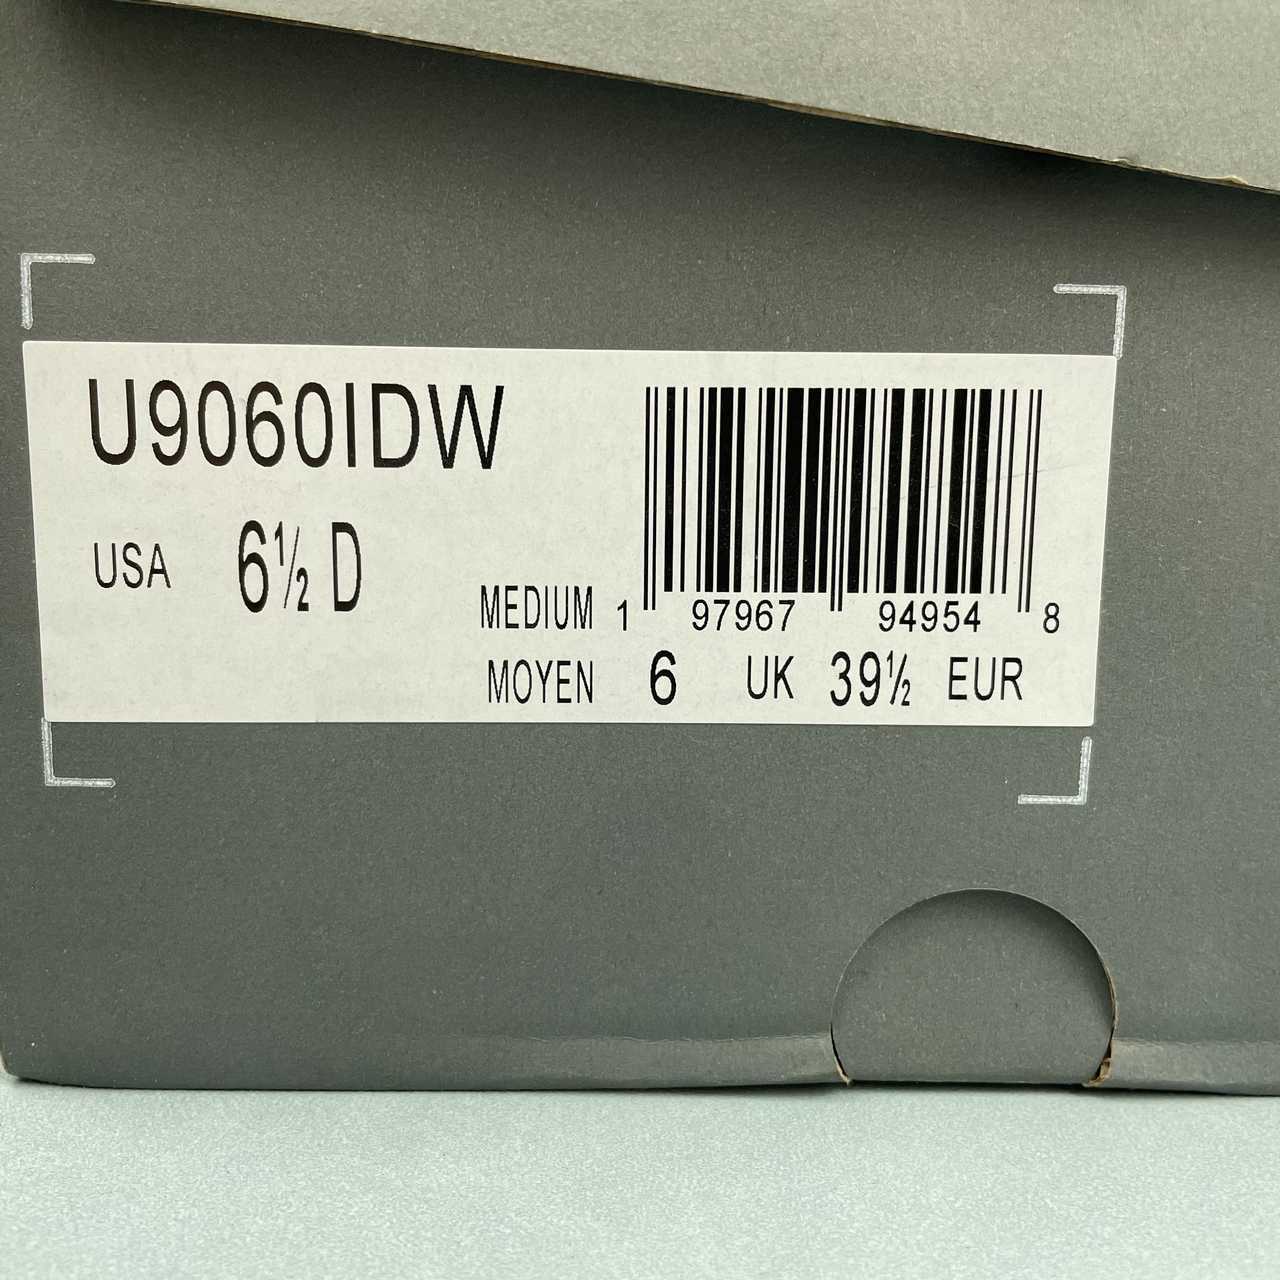 U9060IDW
USA 6½ D
MEDIUM 1 97967 94954 8
MOYEN 6 UK 39½ EUR